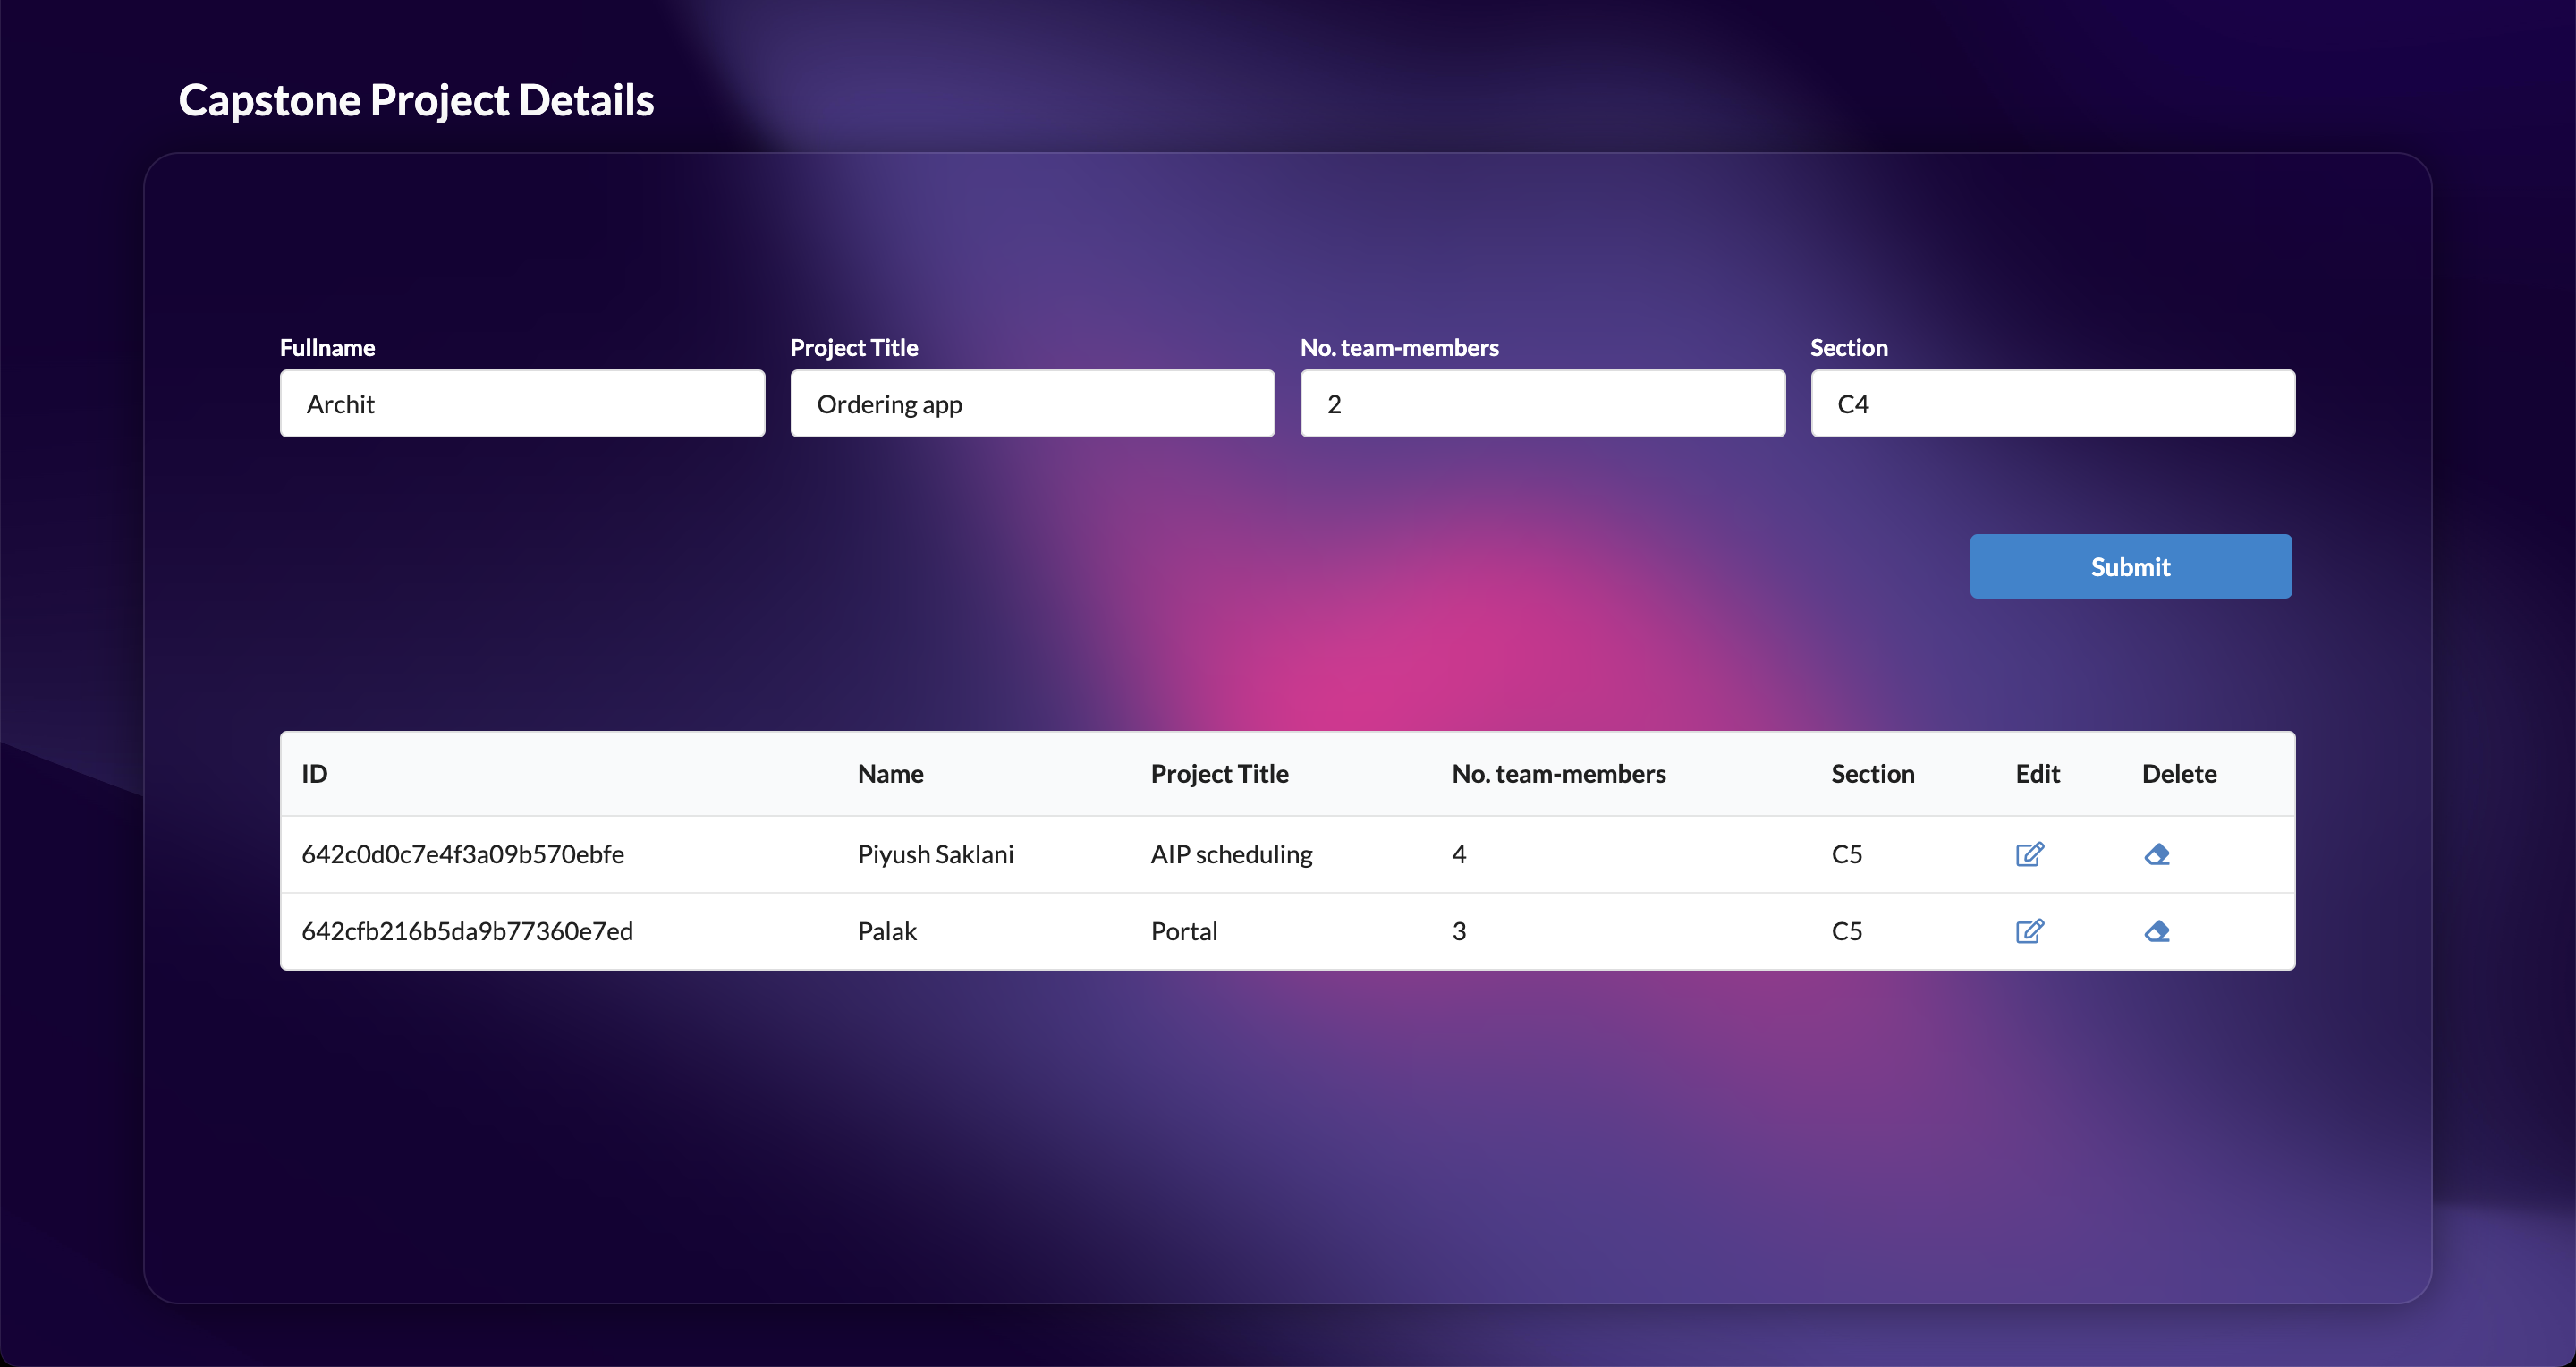 Capstone Project Details
Fullname Project Title No. team-members Section
Archit Ordering app 2 C4
Submit
ID Name Project Title No. team-members Section Edit Delete
642c0d0c7e4f3a09b570ebfe Piyush Saklani AIP scheduling 4 C5
642cfb216b5da9b77360e7ed Palak Portal 3 C5